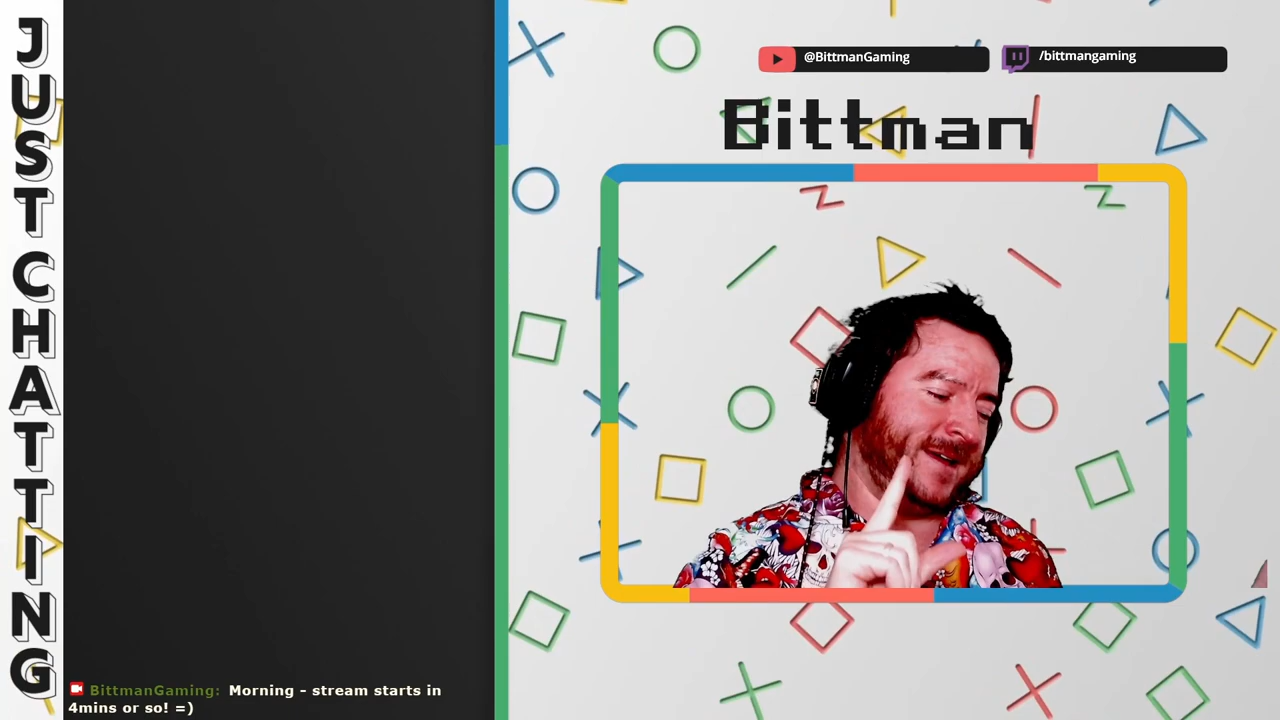 JUST CHATTING
@BittmanGaming
/bittmangaming
Bittman
BittmanGaming: Morning - stream starts in
4mins or so! =)